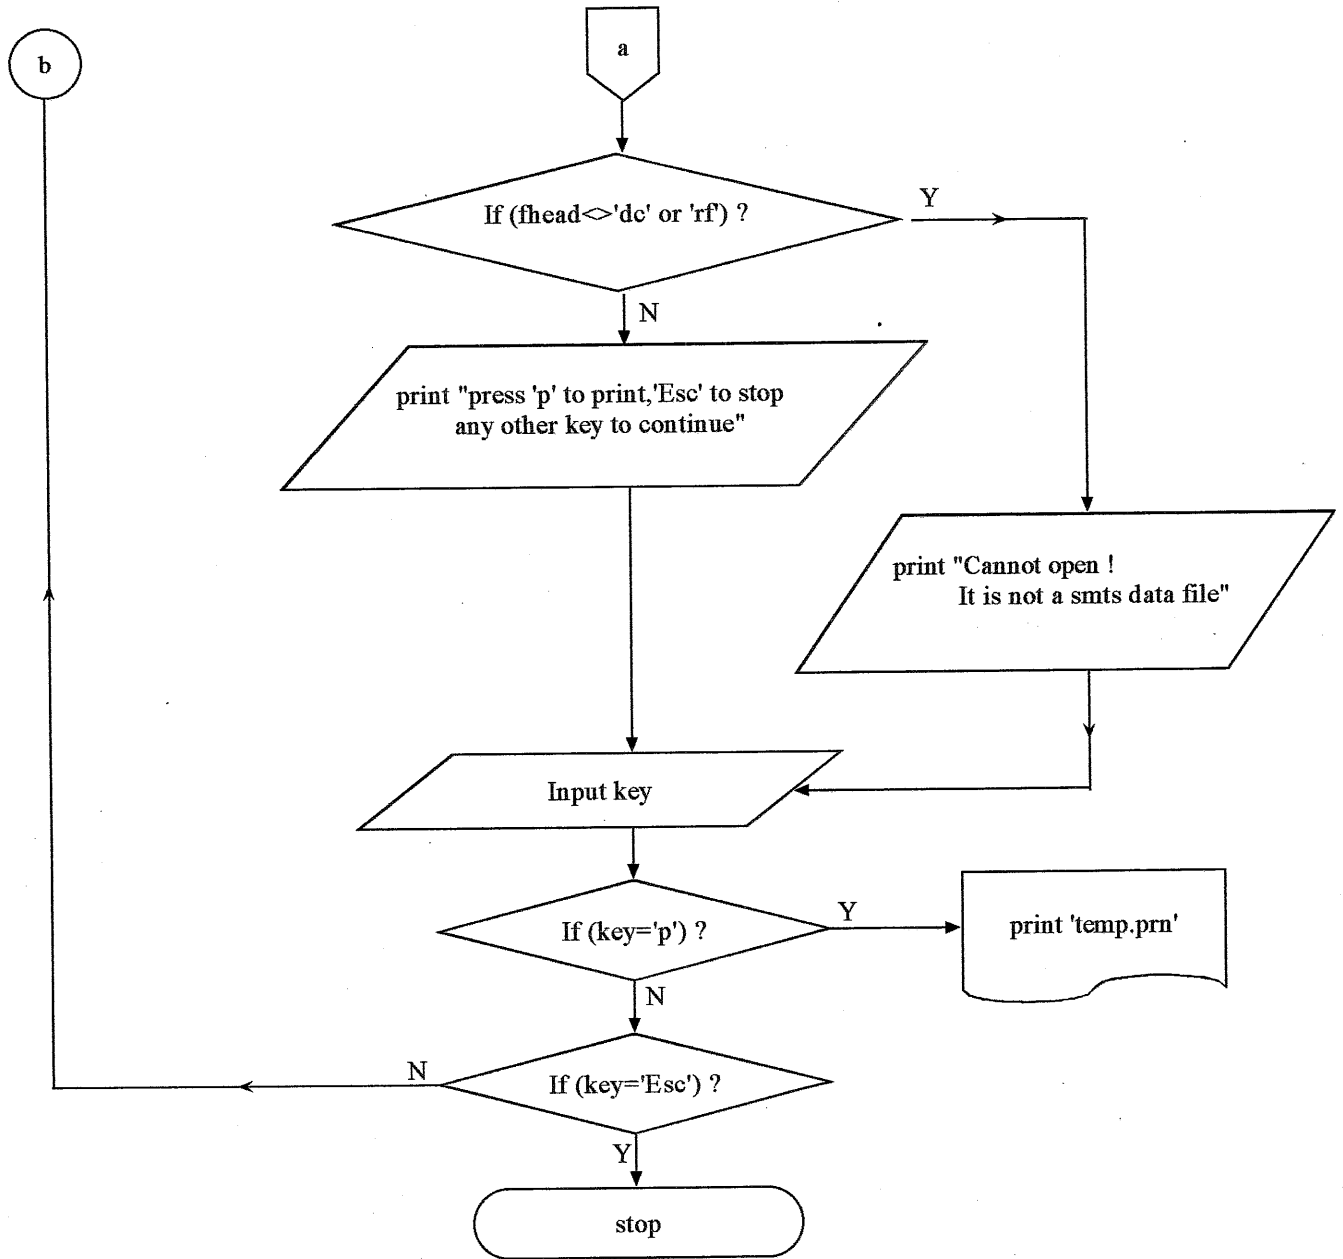 b
a
If (fhead<>'dc' or 'rf') ?
Y
N
print "press 'p' to print,'Esc' to stop
any other key to continue"
print "Cannot open !
It is not a smts data file"
Input key
If (key='p') ?
Y
print 'temp.prn'
N
If (key='Esc') ?
N
Y
stop